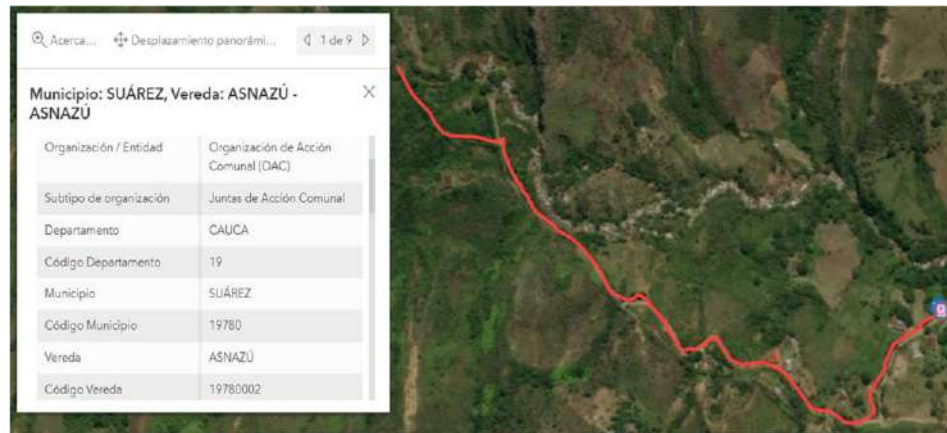 Acerca... Desplazamiento panorámi... 1 de 9
Municipio: SUÁREZ, Vereda: ASNAZÚ -
ASNAZÚ
Organización / Entidad Organización de Acción
Comunal (OAC)
Subtipo de organización Juntas de Acción Comunal
Departamento CAUCA
Código Departamento 19
Municipio SUÁREZ
Código Municipio 19780
Vereda ASNAZÚ
Código Vereda 19780002